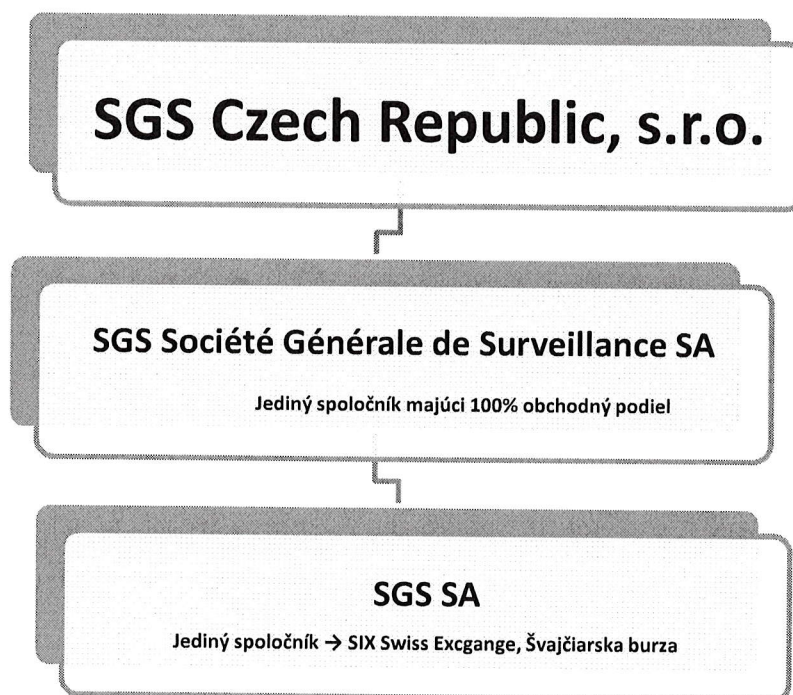 SGS Czech Republic, s.r.o.
SGS Société Générale de Surveillance SA
Jediný spoločník majúci 100% obchodný podiel
SGS SA
Jediný spoločník → SIX Swiss Excgange, Švajčiarska burza